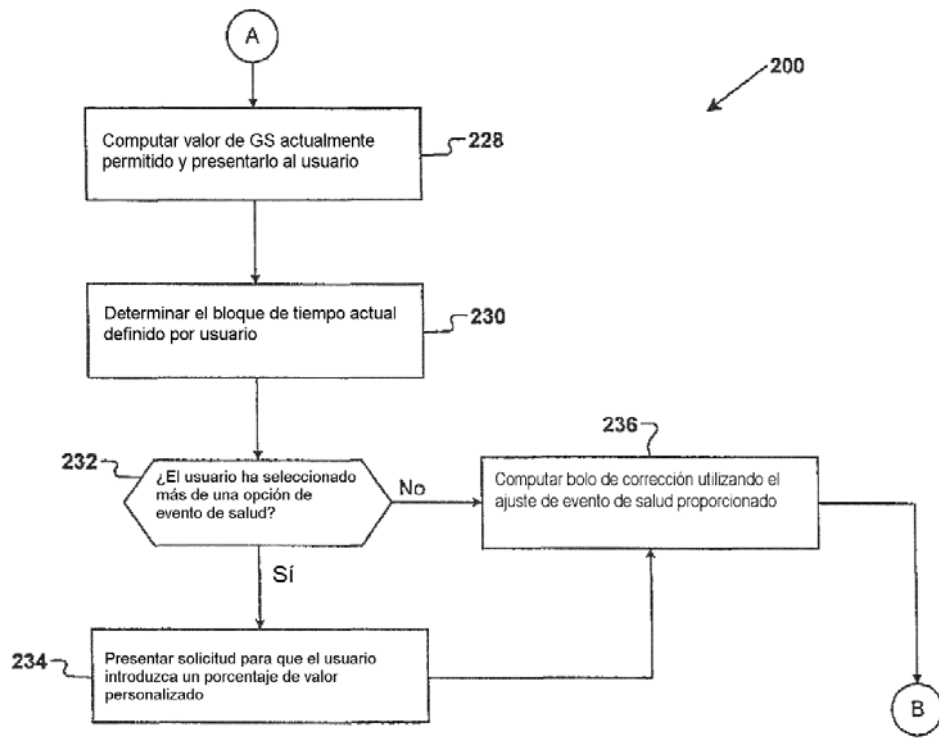 A
200
Computar valor de GS actualmente
permitido y presentarlo al usuario
228
Determinar el bloque de tiempo actual
definido por usuario
230
232
¿El usuario ha seleccionado
más de una opción de
evento de salud?
No
236
Computar bolo de corrección utilizando el
ajuste de evento de salud proporcionado
Sí
234
Presentar solicitud para que el usuario
introduzca un porcentaje de valor
personalizado
B